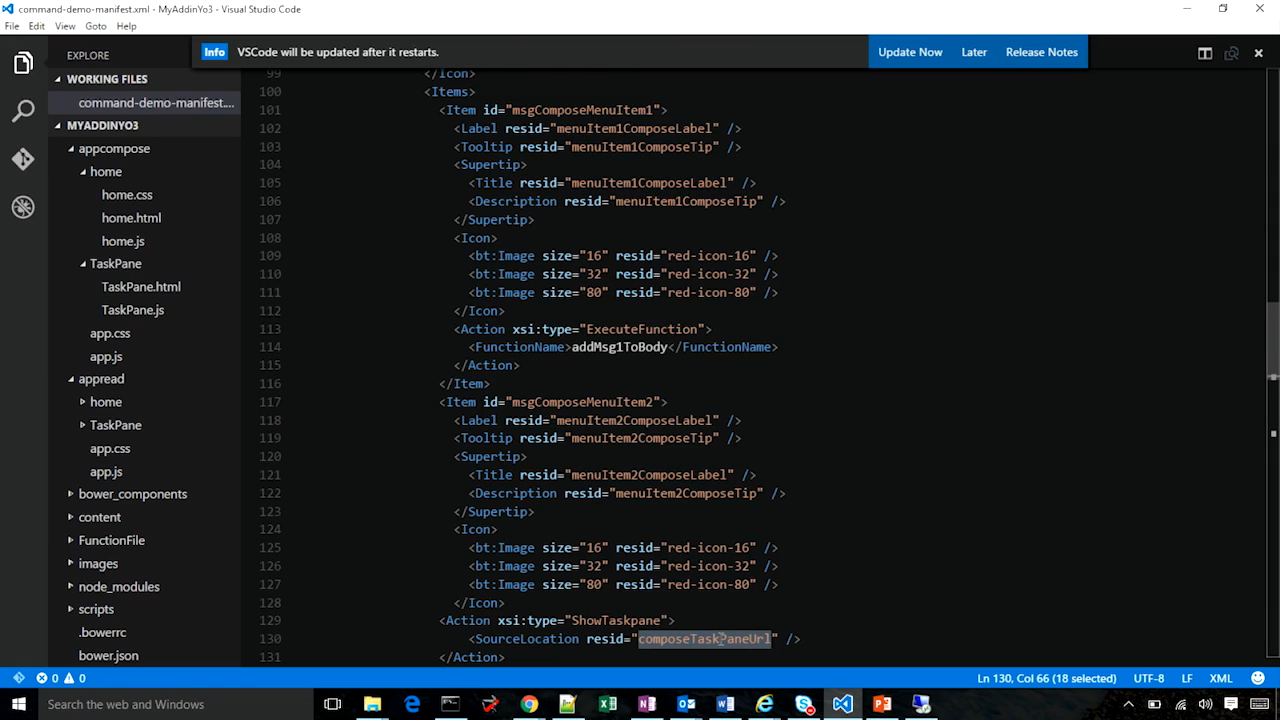 command-demo-manifest.xml - MyAddinYo3 - Visual Studio Code
File Edit View Goto Help
EXPLORE
Info VSCode will be updated after it restarts. Update Now Later Release Notes
WORKING FILES
command-demo-manifest....
MYADDINYO3
appcompose
home
home.css
home.html
home.js
TaskPane
TaskPane.html
TaskPane.js
app.css
app.js
appread
home
TaskPane
app.css
app.js
bower_components
content
FunctionFile
images
node_modules
scripts
.bowerrc
bower.json
99 </Icon>
100 <Items>
101 <Item id="msgComposeMenuItem1">
102 <Label resid="menuItem1ComposeLabel" />
103 <Tooltip resid="menuItem1ComposeTip" />
104 <Supertip>
105 <Title resid="menuItem1ComposeLabel" />
106 <Description resid="menuItem1ComposeTip" />
107 </Supertip>
108 <Icon>
109 <bt:Image size="16" resid="red-icon-16" />
110 <bt:Image size="32" resid="red-icon-32" />
111 <bt:Image size="80" resid="red-icon-80" />
112 </Icon>
113 <Action xsi:type="ExecuteFunction">
114 <FunctionName>addMsg1ToBody</FunctionName>
115 </Action>
116 </Item>
117 <Item id="msgComposeMenuItem2">
118 <Label resid="menuItem2ComposeLabel" />
119 <Tooltip resid="menuItem2ComposeTip" />
120 <Supertip>
121 <Title resid="menuItem2ComposeLabel" />
122 <Description resid="menuItem2ComposeTip" />
123 </Supertip>
124 <Icon>
125 <bt:Image size="16" resid="red-icon-16" />
126 <bt:Image size="32" resid="red-icon-32" />
127 <bt:Image size="80" resid="red-icon-80" />
128 </Icon>
129 <Action xsi:type="ShowTaskpane">
130 <SourceLocation resid="composeTaskPaneUrl" />
131 </Action>
0 0 Ln 130, Col 66 (18 selected) UTF-8 LF XML
Search the web and Windows